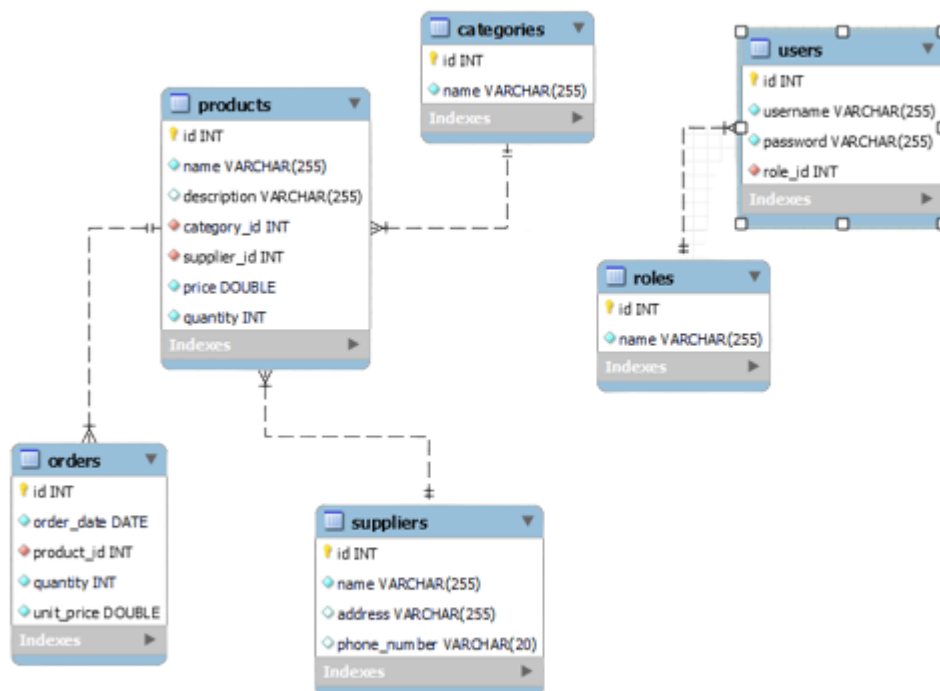 categories
id INT
name VARCHAR(255)
Indexes
users
id INT
username VARCHAR(255)
password VARCHAR(255)
role_id INT
Indexes
products
id INT
name VARCHAR(255)
description VARCHAR(255)
category_id INT
supplier_id INT
price DOUBLE
quantity INT
Indexes
roles
id INT
name VARCHAR(255)
Indexes
orders
id INT
order_date DATE
product_id INT
quantity INT
unit_price DOUBLE
Indexes
suppliers
id INT
name VARCHAR(255)
address VARCHAR(255)
phone_number VARCHAR(20)
Indexes